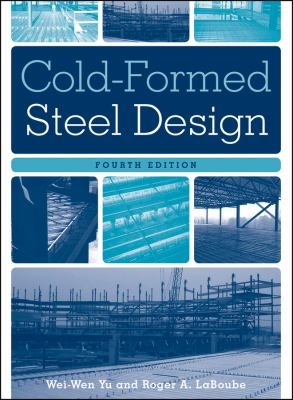 Cold-Formed
Steel Design
FOURTH EDITION
Wei-Wen Yu and Roger A. LaBoube